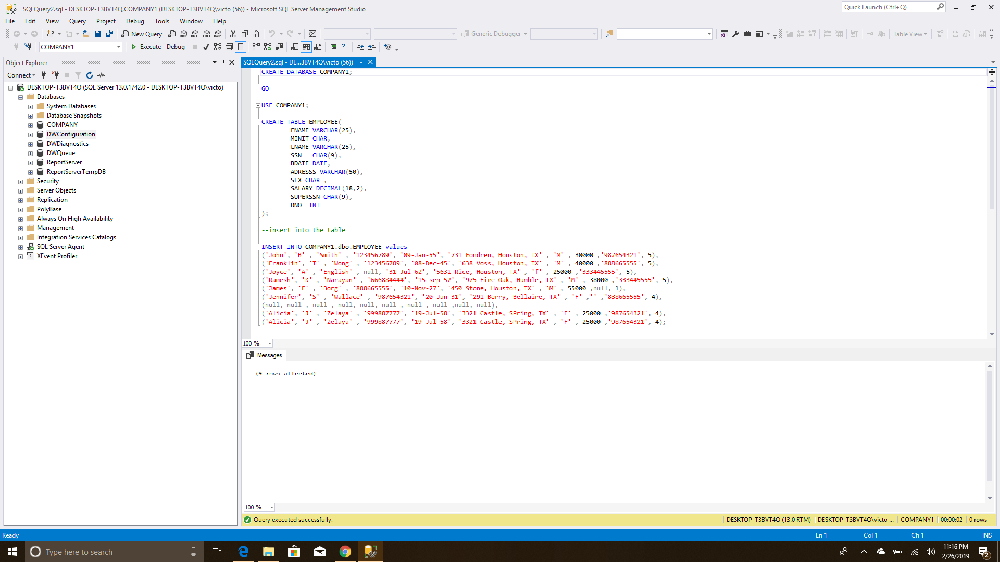 SQLQuery2.sql - DESKTOP-T3BVT4Q.COMPANY1 (DESKTOP-T3BVT4Q\victo (56)) - Microsoft SQL Server Management Studio
Quick Launch (Ctrl+Q)
File Edit View Query Project Debug Tools Window Help
New Query
MDX DMX XMLA DAX
Generic Debugger
Table View
COMPANY1
Execute Debug
Object Explorer
Connect
DESKTOP-T3BVT4Q (SQL Server 13.0.1742.0 - DESKTOP-T3BVT4Q\victo)
Databases
System Databases
Database Snapshots
COMPANY
DWConfiguration
DWDiagnostics
DWQueue
ReportServer
ReportServerTempDB
Security
Server Objects
Replication
PolyBase
Always On High Availability
Management
Integration Services Catalogs
SQL Server Agent
XEvent Profiler
SQLQuery2.sql - DE...3BVT4Q\victo (56))
CREATE DATABASE COMPANY1;
GO
USE COMPANY1;
CREATE TABLE EMPLOYEE(
FNAME VARCHAR(25),
MINIT CHAR,
LNAME VARCHAR(25),
SSN CHAR(9),
BDATE DATE,
ADRESSS VARCHAR(50),
SEX CHAR ,
SALARY DECIMAL(18,2),
SUPERSSN CHAR(9),
DNO INT
);
--insert into the table
INSERT INTO COMPANY1.dbo.EMPLOYEE values
('John', 'B' , 'Smith' , '123456789', '09-Jan-55', '731 Fondren, Houston, TX' , 'M' , 30000 ,'987654321', 5),
('Franklin', 'T' , 'Wong' , '123456789', '08-Dec-45', '638 Voss, Houston, TX' , 'M' , 40000 ,'888665555', 5),
('Joyce', 'A' , 'English' , null, '31-Jul-62', '5631 Rice, Houston, TX' , 'f' , 25000 ,'333445555', 5),
('Ramesh', 'K' , 'Narayan' , '666884444', '15-sep-52', '975 Fire Oak, Humble, TX' , 'M' , 38000 ,'333445555', 5),
('James', 'E' , 'Borg' , '888665555', '10-Nov-27', '450 Stone, Houston, TX' , 'M' , 55000 ,null, 1),
('Jennifer', 'S' , 'Wallace' , '987654321', '20-Jun-31', '291 Berry, Bellaire, TX' , 'F' ,'' ,'888665555', 4),
(null, null , null , null, null, null , null , null ,null, null),
('Alicia', 'J' , 'Zelaya' , '999887777', '19-Jul-58', '3321 Castle, SPring, TX' , 'F' , 25000 ,'987654321', 4),
('Alicia', 'J' , 'Zelaya' , '999887777', '19-Jul-58', '3321 Castle, SPring, TX' , 'F' , 25000 ,'987654321', 4);
100 %
Messages
(9 rows affected)
100 %
Query executed successfully.
DESKTOP-T3BVT4Q (13.0 RTM) DESKTOP-T3BVT4Q\victo ... COMPANY1 00:00:02 0 rows
Ready
Ln 1 Col 1 Ch 1 INS
Type here to search
11:16 PM
2/26/2019
2